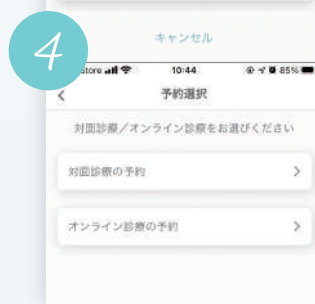 キャンセル
4
store 10:44 85%
予約選択
対面診療／オンライン診療をお選びください
対面診療の予約
オンライン診療の予約